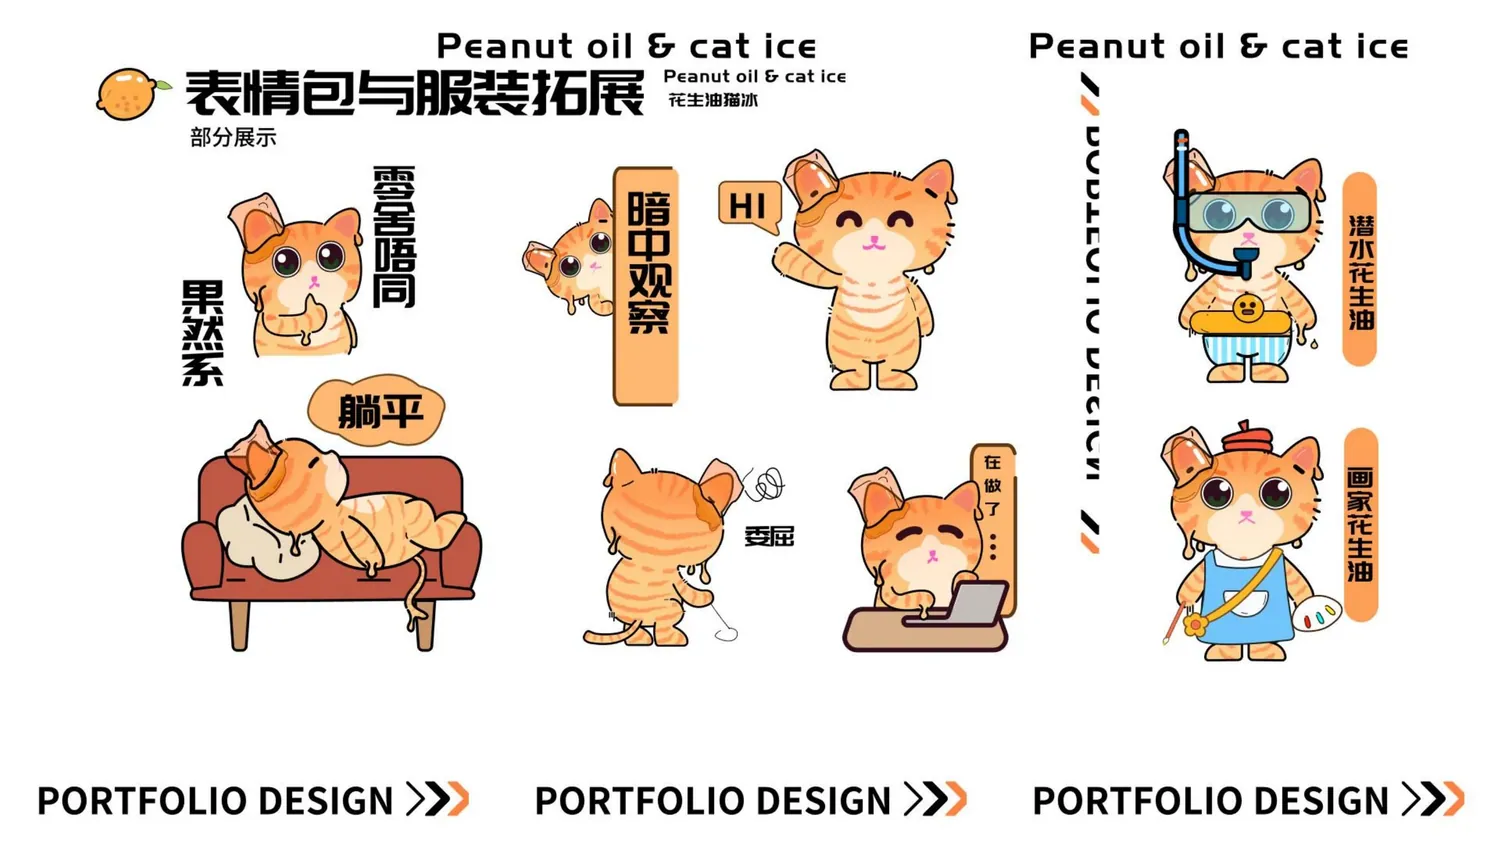 Peanut oil & cat ice
Peanut oil & cat ice
表情包与服装拓展
Peanut oil & cat ice
花生油猫冰
部分展示
零舍唔同
果然系
暗中观察
HI
潜水花生油
躺平
委屈
在做了...
画家花生油
PORTFOLIO DESIGN
PORTFOLIO DESIGN
PORTFOLIO DESIGN